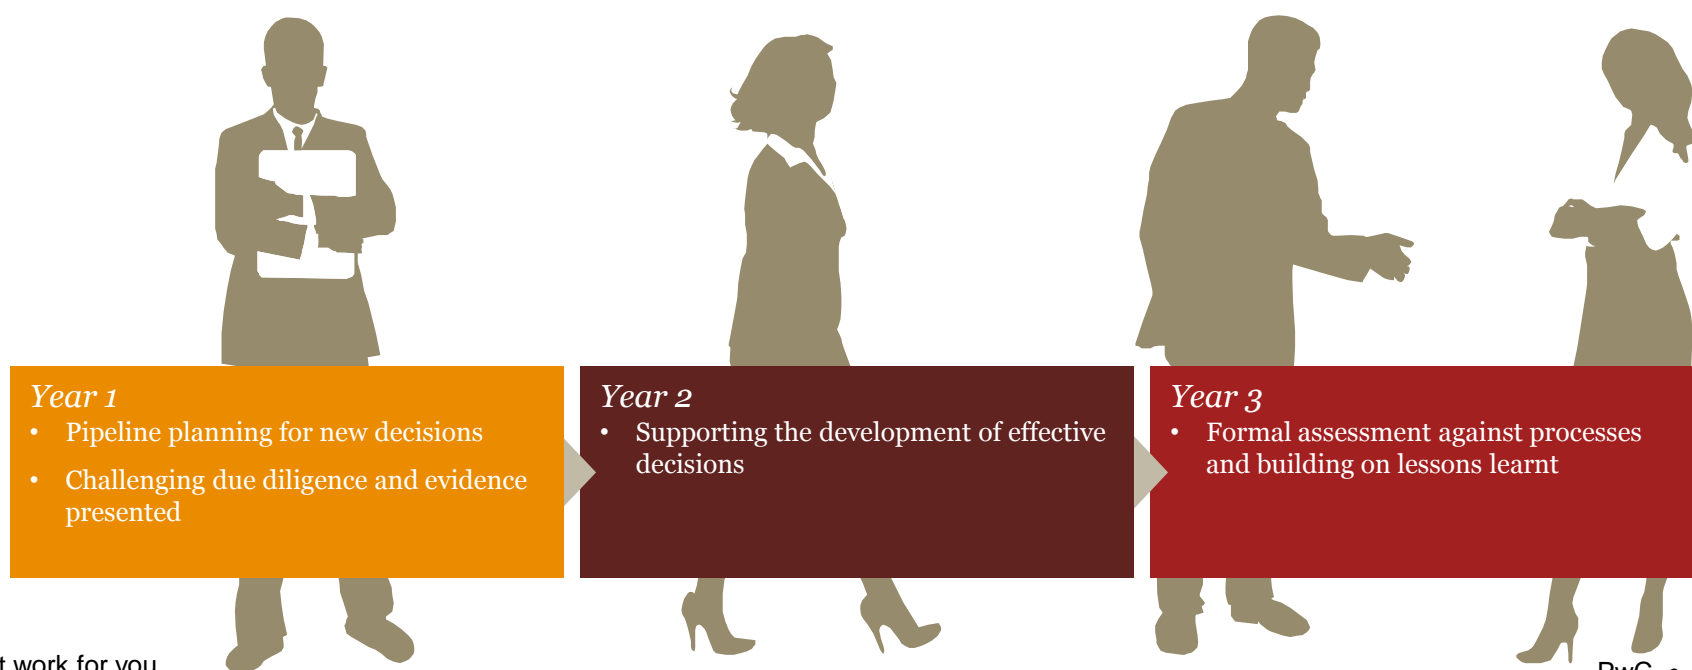 Year 1
• Pipeline planning for new decisions
• Challenging due diligence and evidence
presented
Year 2
• Supporting the development of effective
decisions
Year 3
• Formal assessment against processes
and building on lessons learnt
work for you
PwC